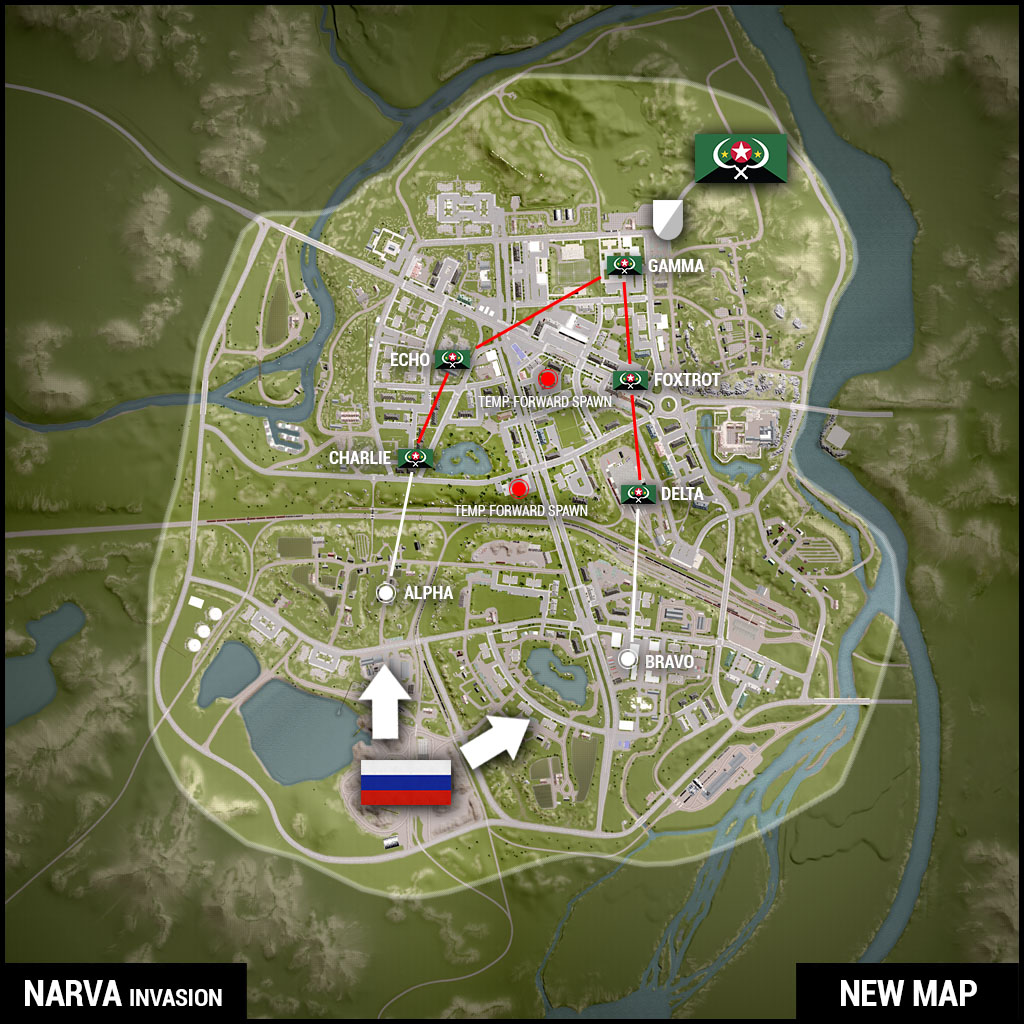 GAMMA
ECHO
FOXTROT
TEMP. FORWARD SPAWN
CHARLIE
DELTA
TEMP. FORWARD SPAWN
ALPHA
BRAVO
NARVA INVASION
NEW MAP